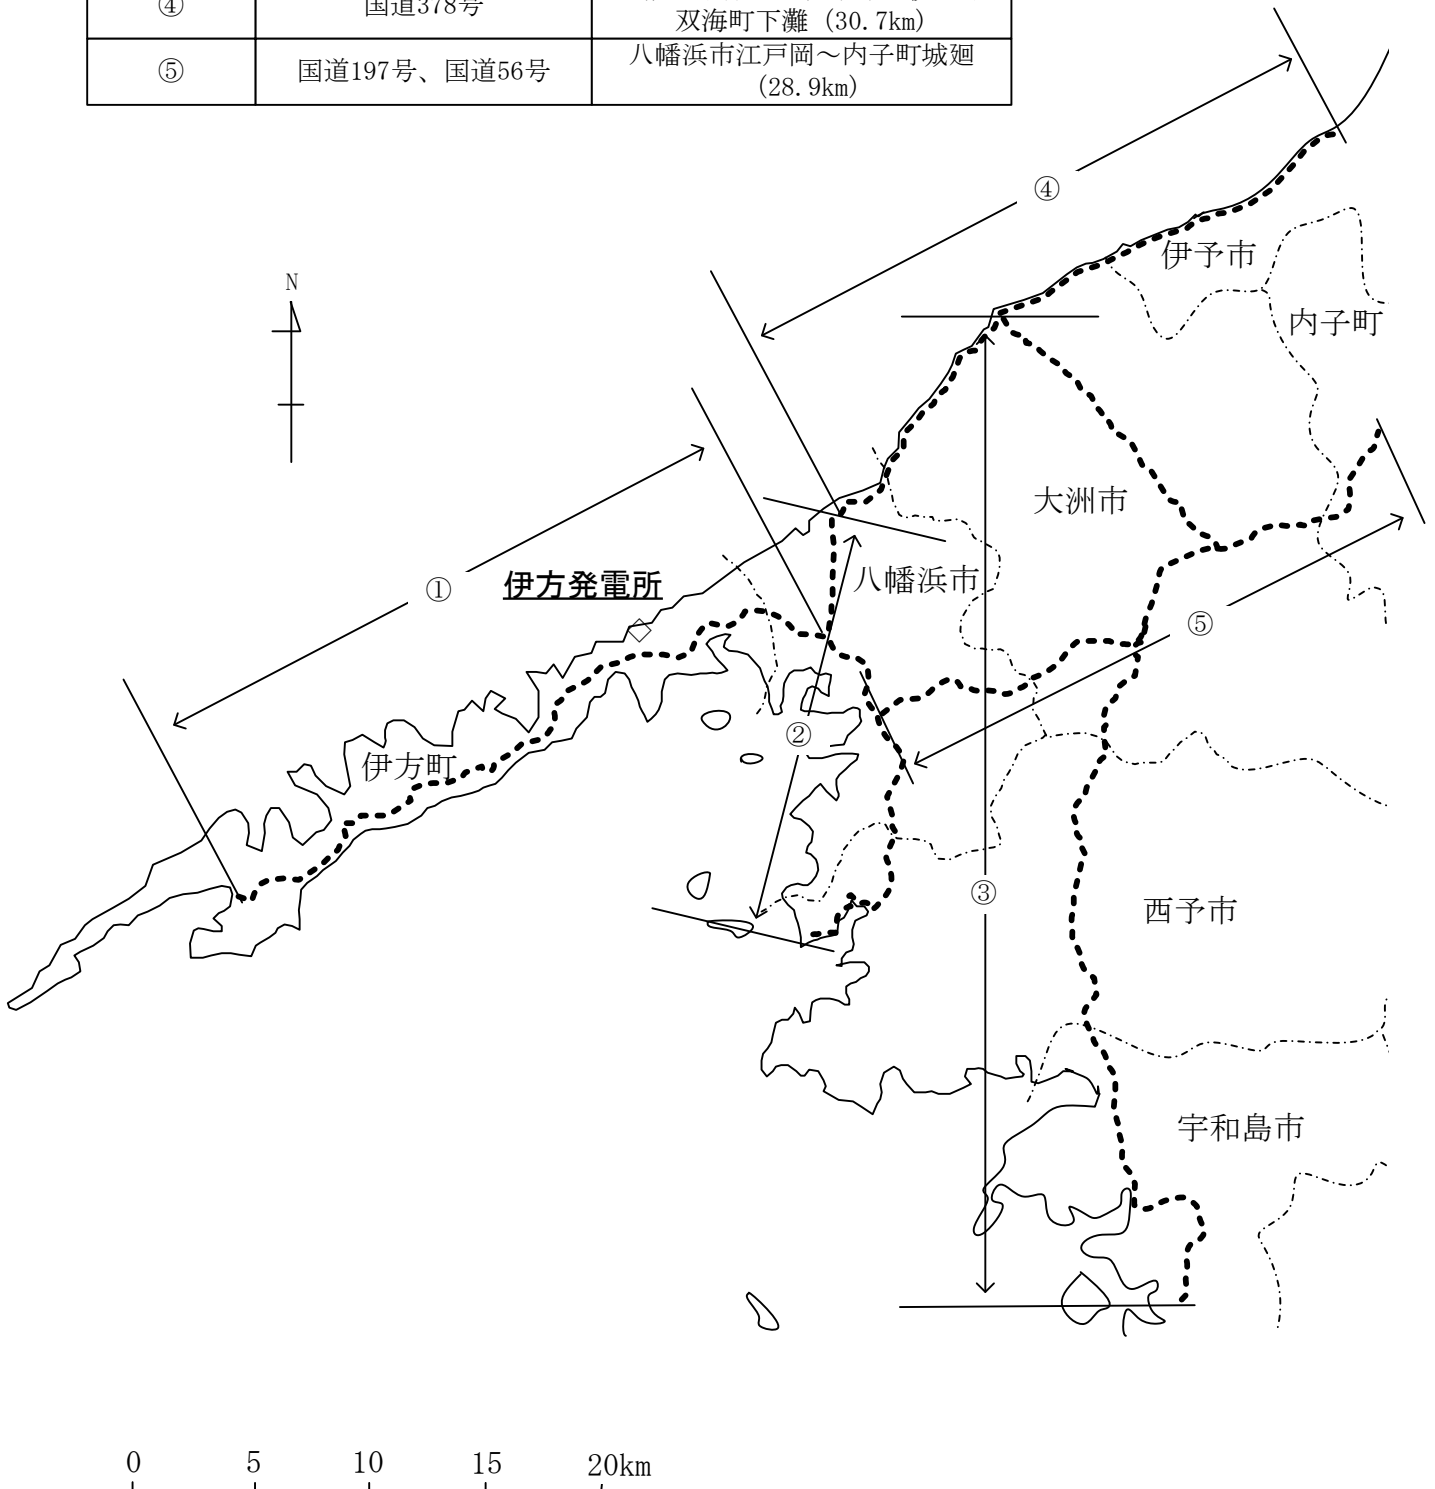 ④ 国道378号
双海町下灘 (30.7km)
⑤ 国道197号、国道56号 八幡浜市江戸岡～内子町城廻
(28.9km)
④
伊予市
N
内子町
大洲市
①
伊方発電所
八幡浜市
⑤
②
伊方町
③
西予市
宇和島市
0 5 10 15 20km